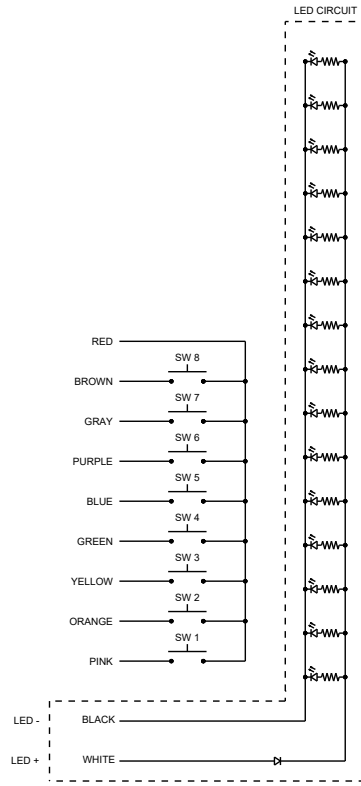 LED CIRCUIT
RED
SW 8
BROWN
SW 7
GRAY
SW 6
PURPLE
SW 5
BLUE
SW 4
GREEN
SW 3
YELLOW
SW 2
ORANGE
SW 1
PINK
LED - BLACK
LED + WHITE